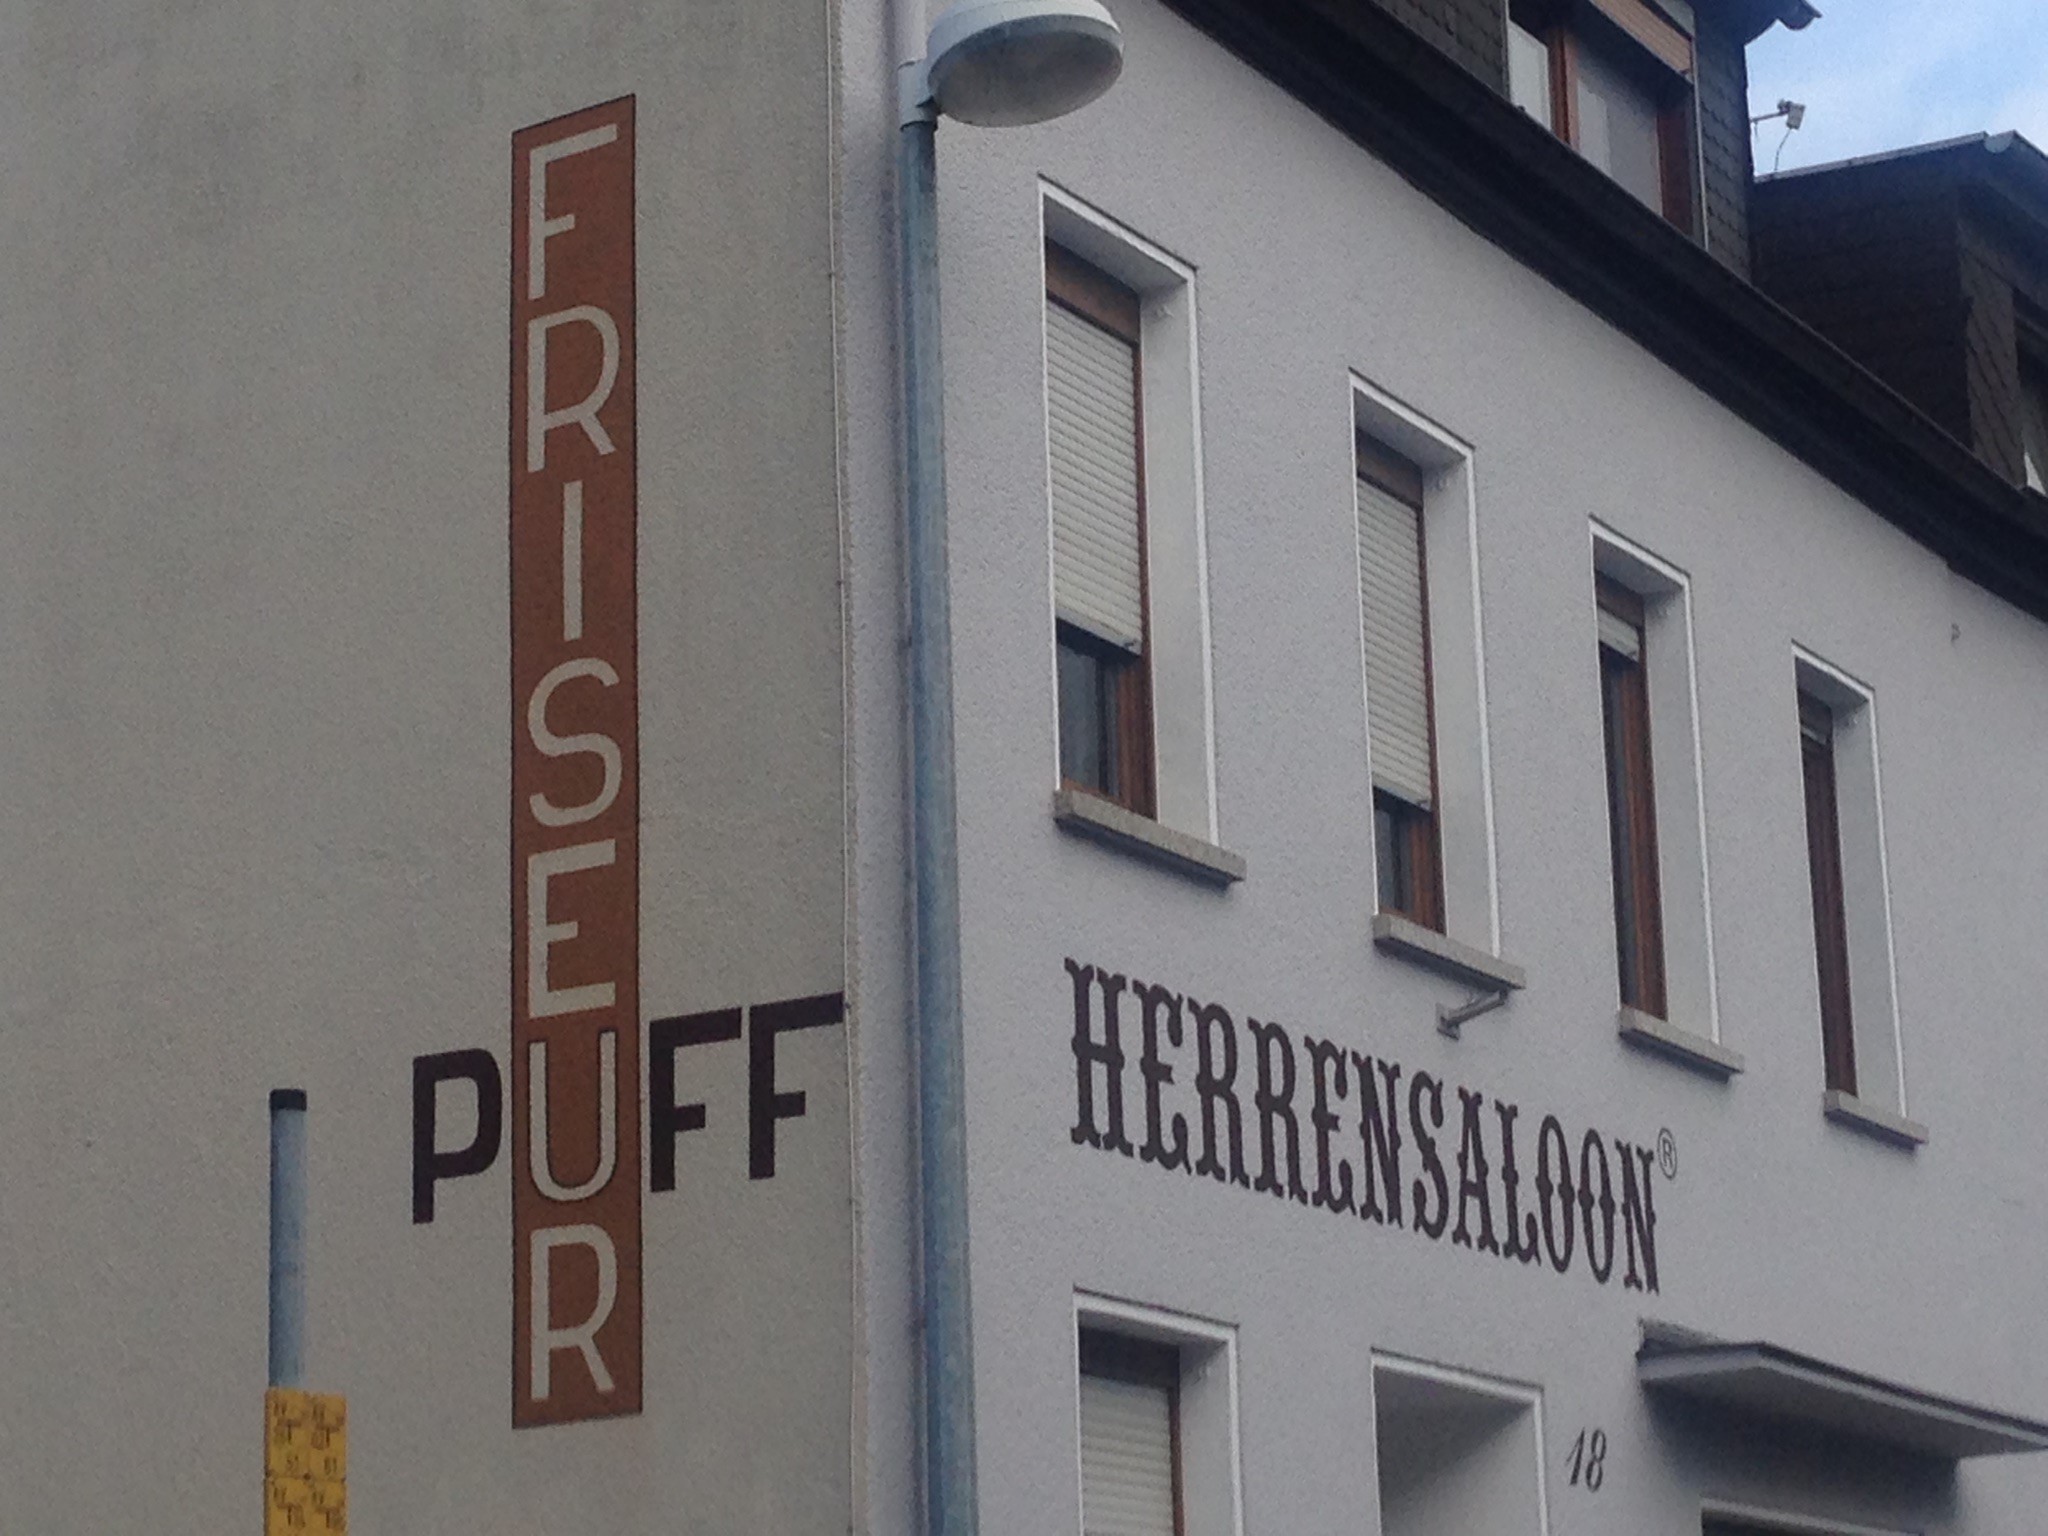 FRISEUR
PUFF
HERRENSALOON®
18